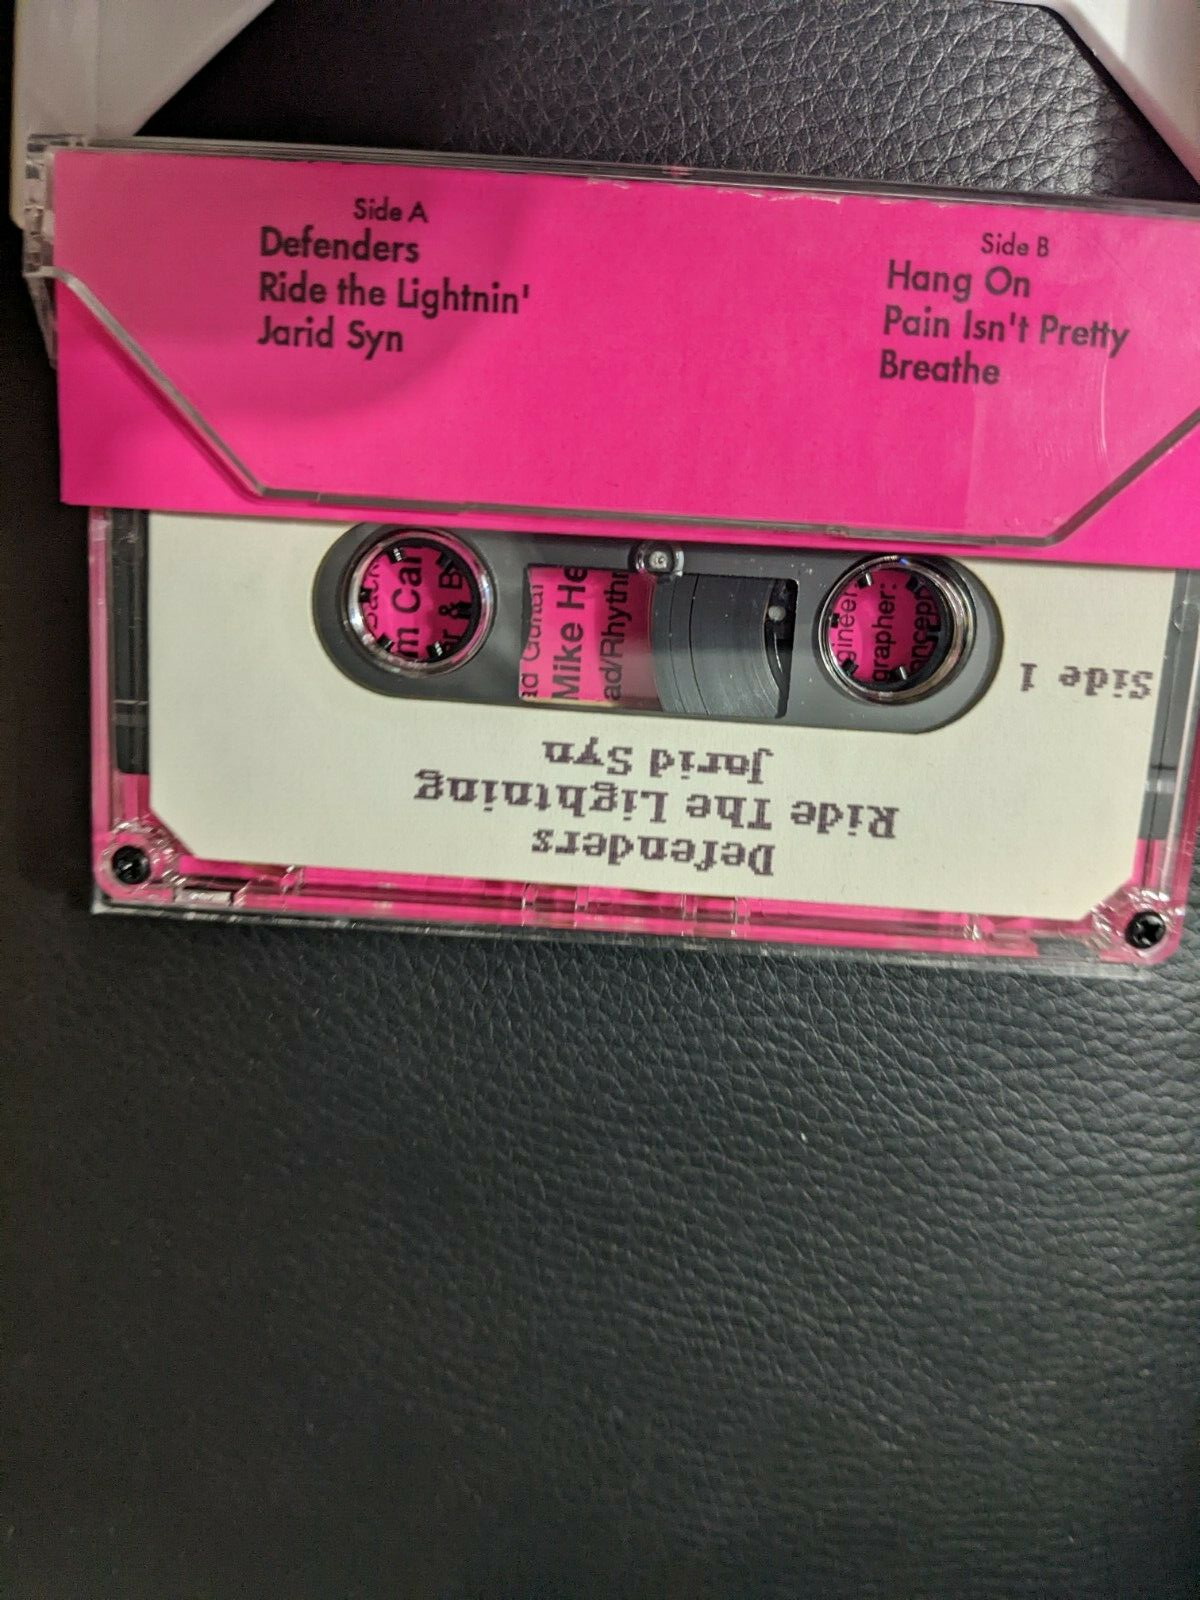 Side A
Defenders
Ride the Lightnin'
Jarid Syn
Side B
Hang On
Pain Isn't Pretty
Breathe
Mike
Side 1
Defenders
Ride The Lightning
Jarid Syn